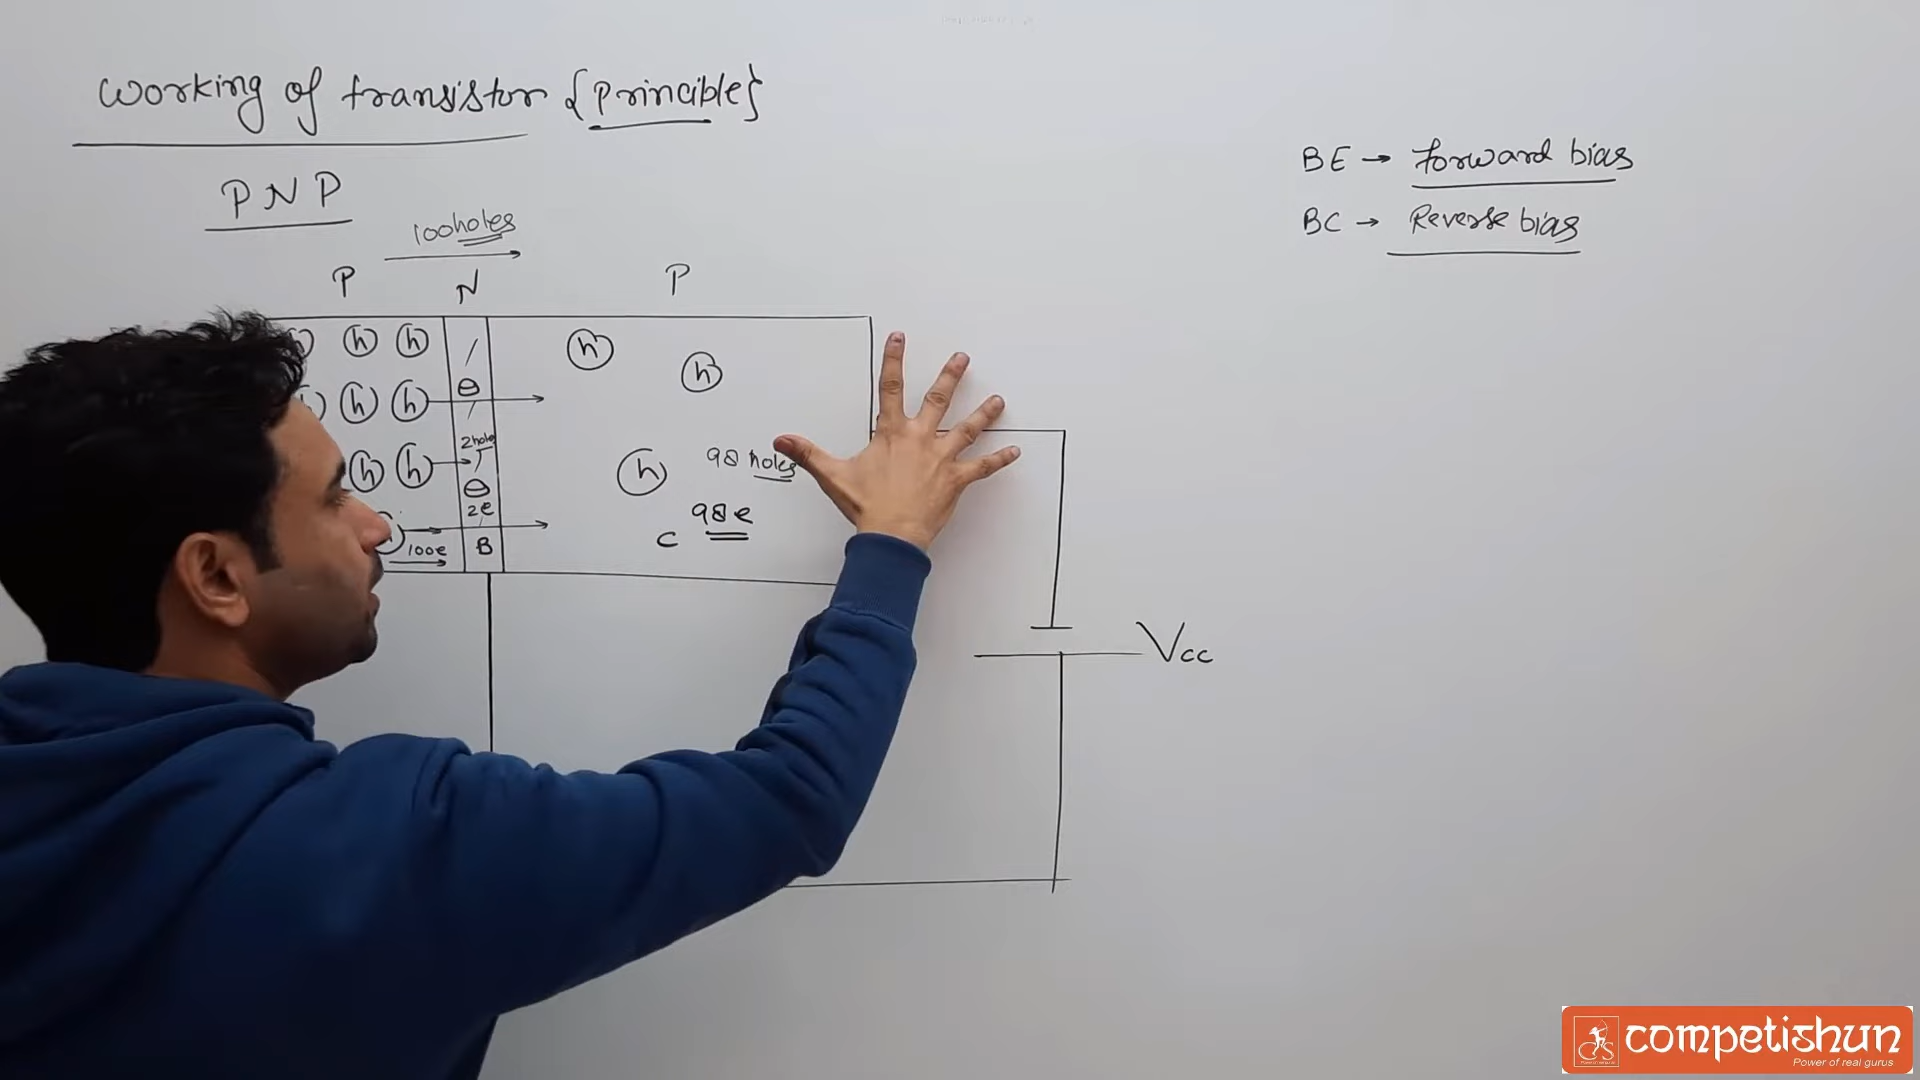 Working of transistor {principle}
PNP
100holes
P N P
h h h
h h h
h h
h
h
h
2holes
2e
100e
B
98 holes
98 e
C
BE → forward bias
BC → Reverse bias
Vcc
competishun
Power of real gurus